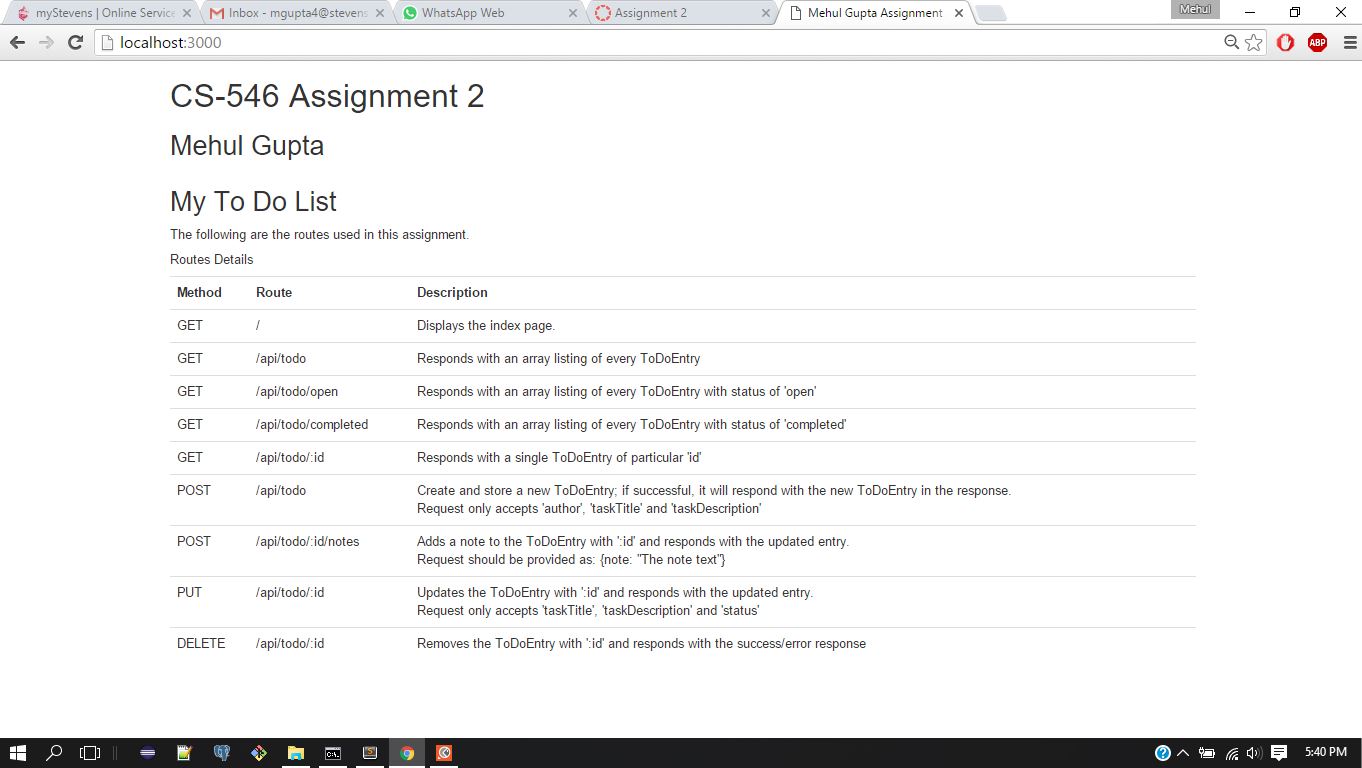 myStevens | Online Service
Inbox - mgupta4@stevens
WhatsApp Web
Assignment 2
Mehul Gupta Assignment
Mehul
localhost:3000
ABP
CS-546 Assignment 2
Mehul Gupta
My To Do List
The following are the routes used in this assignment.
Routes Details
Method Route Description
GET / Displays the index page.
GET /api/todo Responds with an array listing of every ToDoEntry
GET /api/todo/open Responds with an array listing of every ToDoEntry with status of 'open'
GET /api/todo/completed Responds with an array listing of every ToDoEntry with status of 'completed'
GET /api/todo/:id Responds with a single ToDoEntry of particular 'id'
POST /api/todo Create and store a new ToDoEntry; if successful, it will respond with the new ToDoEntry in the response.
Request only accepts 'author', 'taskTitle' and 'taskDescription'
POST /api/todo/:id/notes Adds a note to the ToDoEntry with ':id' and responds with the updated entry.
Request should be provided as: {note: "The note text"}
PUT /api/todo/:id Updates the ToDoEntry with ':id' and responds with the updated entry.
Request only accepts 'taskTitle', 'taskDescription' and 'status'
DELETE /api/todo/:id Removes the ToDoEntry with ':id' and responds with the success/error response
5:40 PM